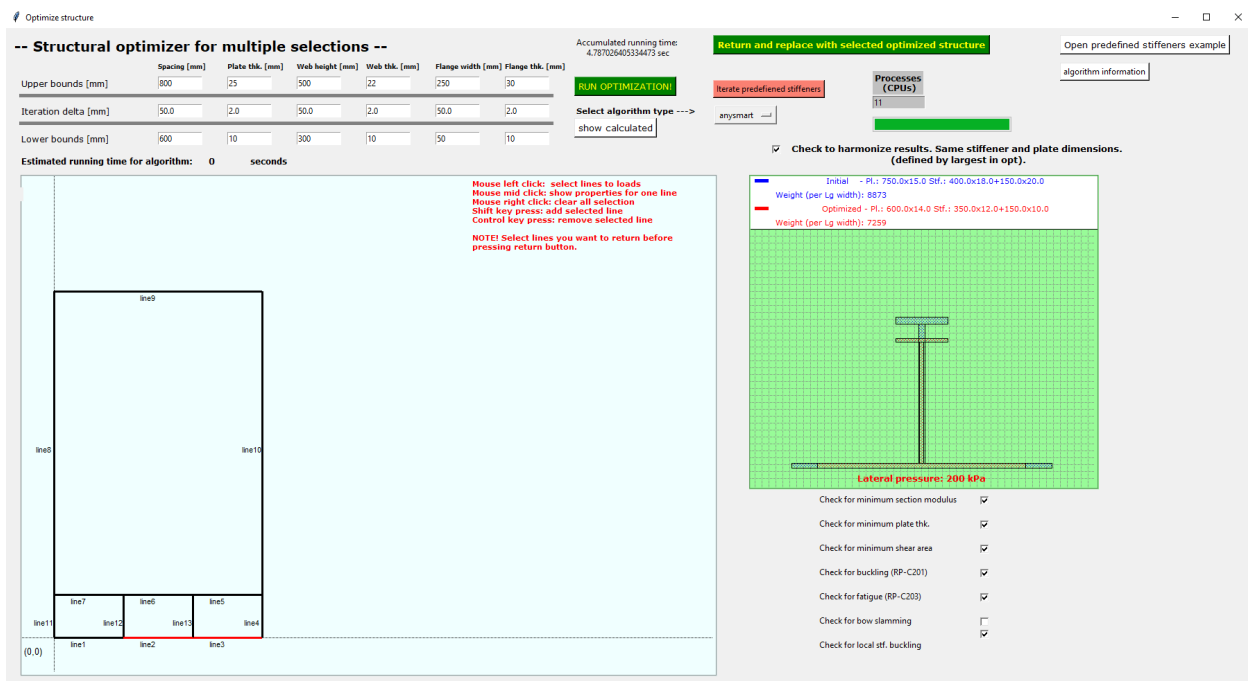 Optimize structure
-- Structural optimizer for multiple selections --
Accumulated running time:
4.787026405334473 sec
Return and replace with selected optimized structure
Open predefined stiffeners example
Spacing [mm] Plate thk. [mm] Web height [mm] Web thk. [mm] Flange width [mm] Flange thk. [mm]
Upper bounds [mm] 800 25 500 22 250 30
RUN OPTIMIZATION!
Iterate predefiened stiffeners
Processes
(CPUs)
11
algorithm information
Iteration delta [mm] 50.0 2.0 50.0 2.0 50.0 2.0
Select algorithm type --->
anysmart
show calculated
Lower bounds [mm] 600 10 300 10 50 10
Check to harmonize results. Same stiffener and plate dimensions.
(defined by largest in opt).
Estimated running time for algorithm: 0 seconds
Mouse left click: select lines to loads
Mouse mid click: show properties for one line
Mouse right click: clear all selection
Shift key press: add selected line
Control key press: remove selected line
NOTE! Select lines you want to return before
pressing return button.
line9
line8
line10
line7
line6
line5
line11
line12
line13
line4
line1
line2
line3
(0,0)
Initial - Pl.: 750.0x15.0 Stf.: 400.0x18.0+150.0x20.0
Weight (per Lg width): 8873
Optimized - Pl.: 600.0x14.0 Stf.: 350.0x12.0+150.0x10.0
Weight (per Lg width): 7259
Lateral pressure: 200 kPa
Check for minimum section modulus
Check for minimum plate thk.
Check for minimum shear area
Check for buckling (RP-C201)
Check for fatigue (RP-C203)
Check for bow slamming
Check for local stf. buckling